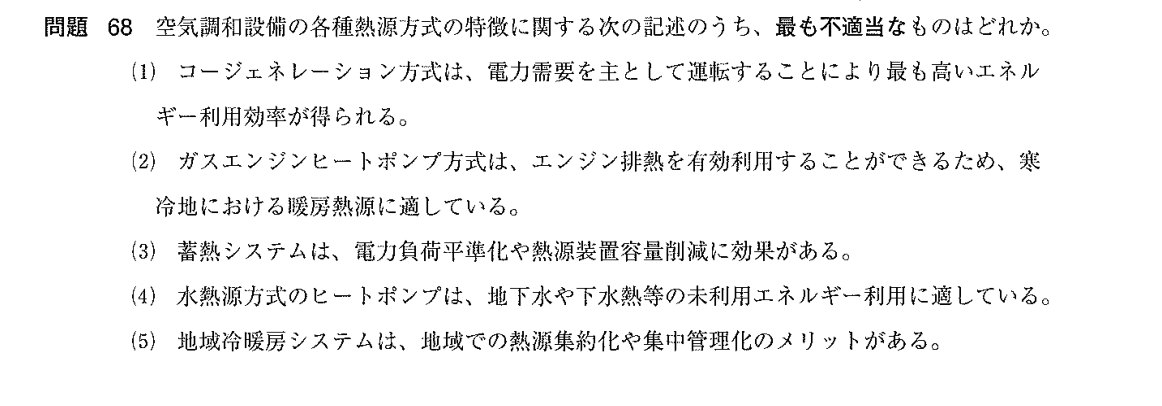 問題 68 空気調和設備の各種熱源方式の特徴に関する次の記述のうち、最も不適当なものはどれか。
(1) コージェネレーション方式は、電力需要を主として運転することにより最も高いエネル
ギー利用効率が得られる。
(2) ガスエンジンヒートポンプ方式は、エンジン排熱を有効利用することができるため、寒
冷地における暖房熱源に適している。
(3) 蓄熱システムは、電力負荷平準化や熱源装置容量削減に効果がある。
(4) 水熱源方式のヒートポンプは、地下水や下水熱等の未利用エネルギー利用に適している。
(5) 地域冷暖房システムは、地域での熱源集約化や集中管理化のメリットがある。